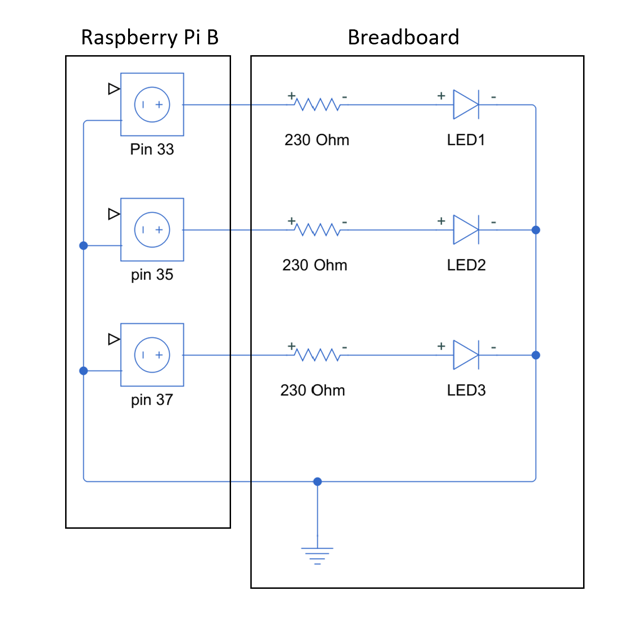 Raspberry Pi B
Breadboard
+ -
+ -
Pin 33
230 Ohm
LED1
+ -
+ -
pin 35
230 Ohm
LED2
+ -
+ -
pin 37
230 Ohm
LED3